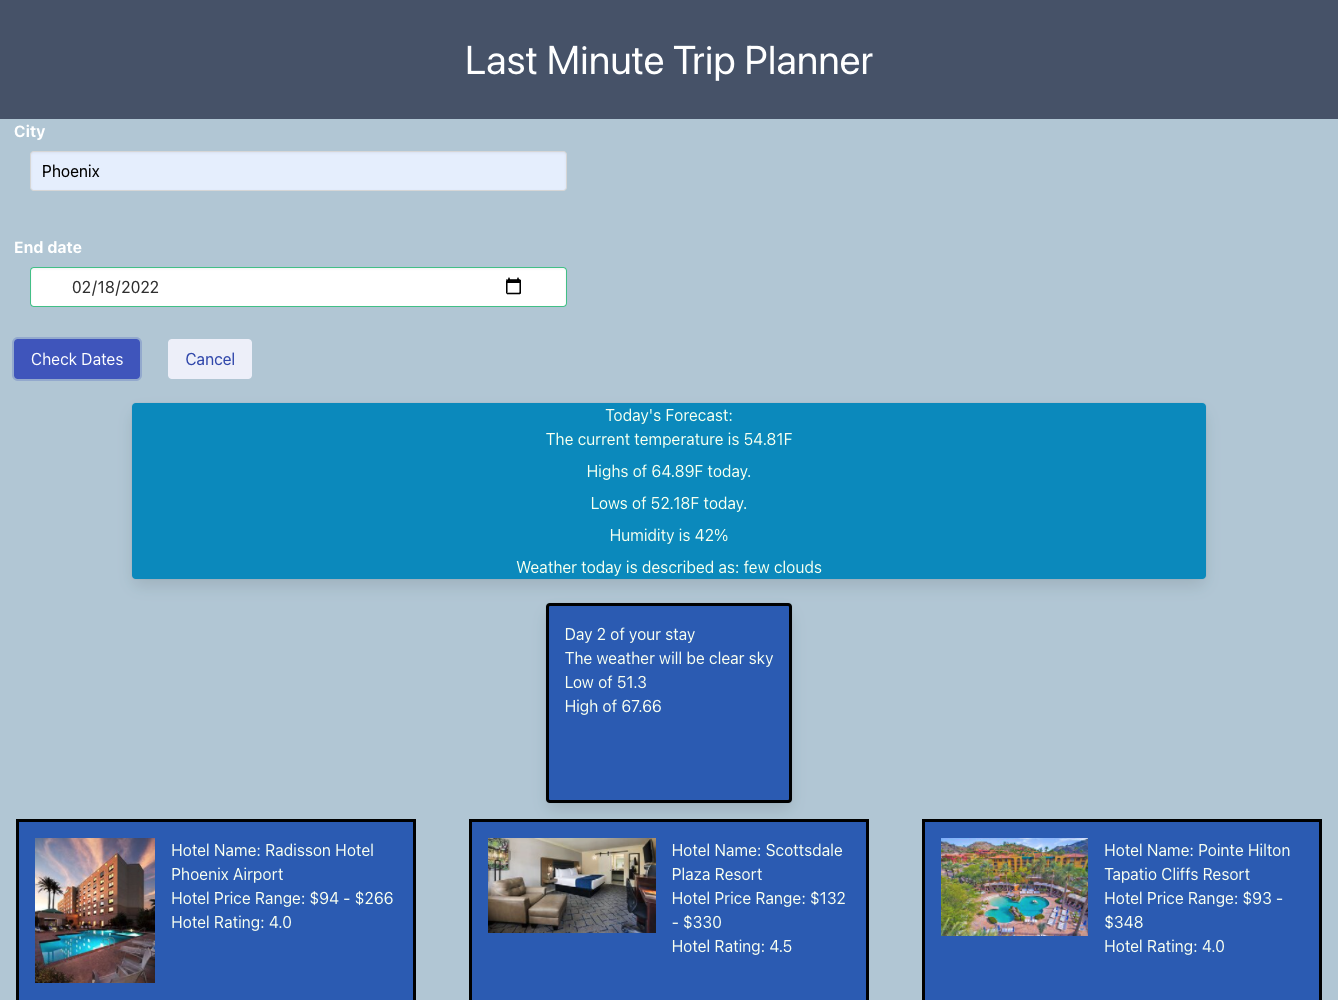 Last Minute Trip Planner
City
Phoenix
End date
02/18/2022
Check Dates
Cancel
Today's Forecast:
The current temperature is 54.81F
Highs of 64.89F today.
Lows of 52.18F today.
Humidity is 42%
Weather today is described as: few clouds
Day 2 of your stay
The weather will be clear sky
Low of 51.3
High of 67.66
Hotel Name: Radisson Hotel
Phoenix Airport
Hotel Price Range: $94 - $266
Hotel Rating: 4.0
Hotel Name: Scottsdale
Plaza Resort
Hotel Price Range: $132
- $330
Hotel Rating: 4.5
Hotel Name: Pointe Hilton
Tapatio Cliffs Resort
Hotel Price Range: $93 -
$348
Hotel Rating: 4.0